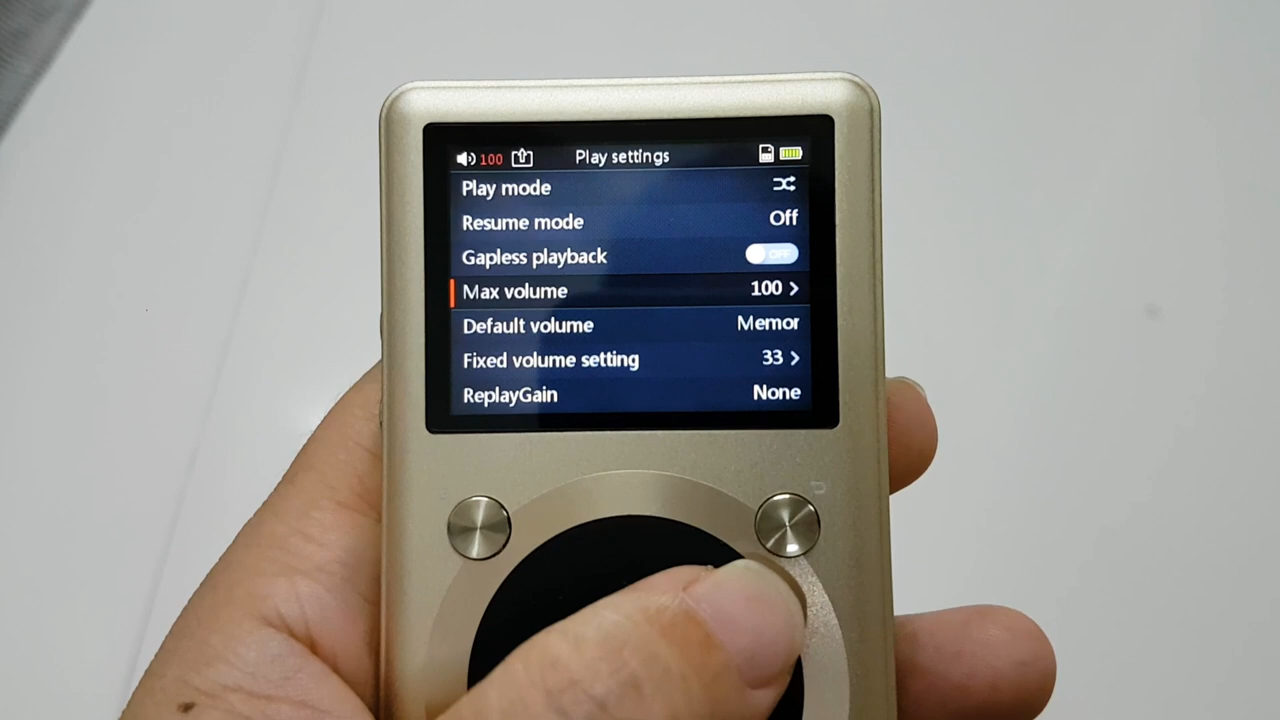 100 Play settings
Play mode
Resume mode Off
Gapless playback OFF
Max volume 100 >
Default volume Memor
Fixed volume setting 33 >
ReplayGain None